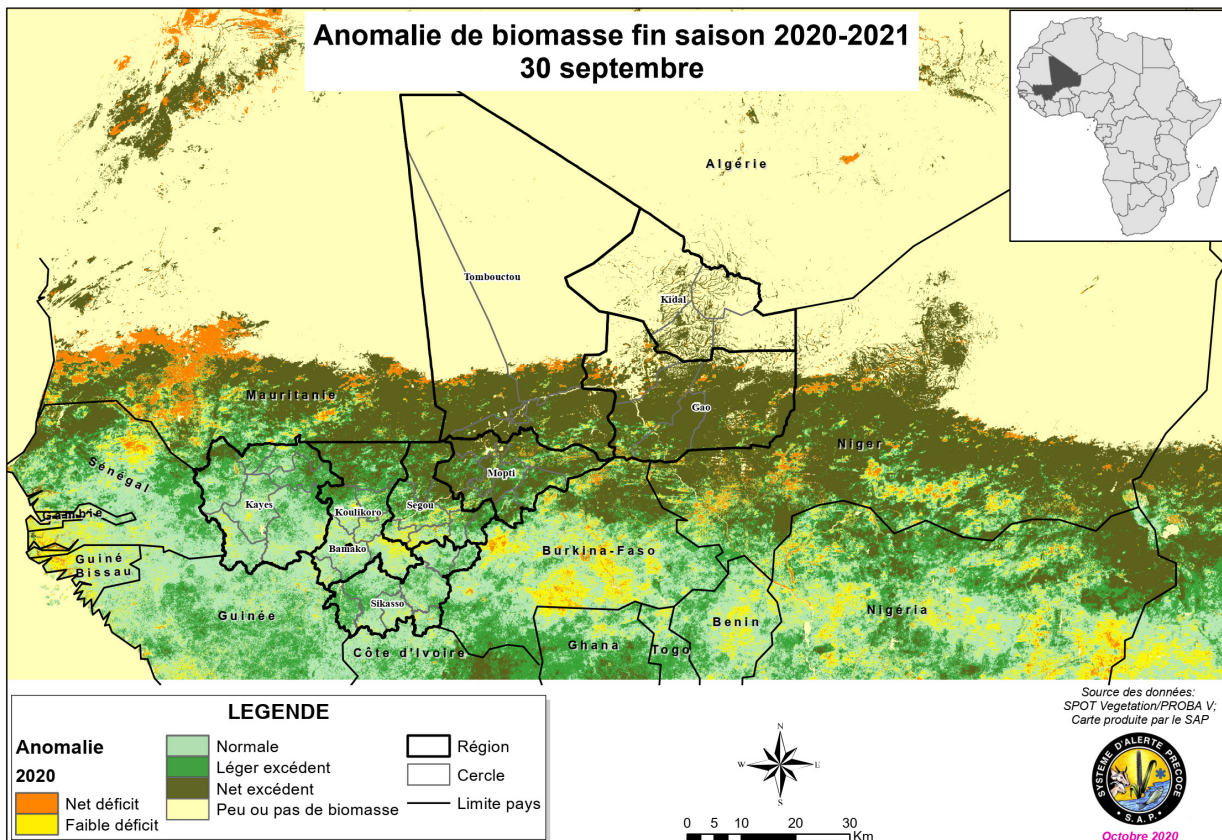 Anomalie de biomasse fin saison 2020-2021
30 septembre
Algérie
Tombouctou
Kidal
Mauritanie
Gao
Niger
Sénégal
Mopti
Kayes
Ségou
Koulikoro
Gambie
Bamako
Burkina-Faso
Guiné
Bissau
Sikasso
Guinée
Nigéria
Benin
Côte d'Ivoire
Ghana
Togo
LEGENDE
Anomalie
2020
Net déficit
Faible déficit
Normale
Léger excédent
Net excédent
Peu ou pas de biomasse
Région
Cercle
Limite pays
N
W
E
S
0 5 10 20 30
Km
Source des données:
SPOT Vegetation/PROBA V;
Carte produite par le SAP
SYSTEME D'ALERTE PRECOCE
S.A.P.
Octobre 2020